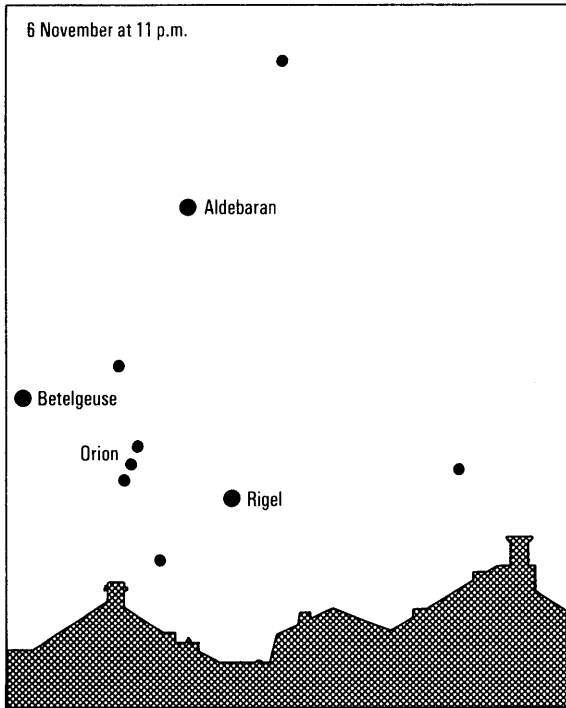 6 November at 11 p.m.
Aldebaran
Betelgeuse
Orion
Rigel